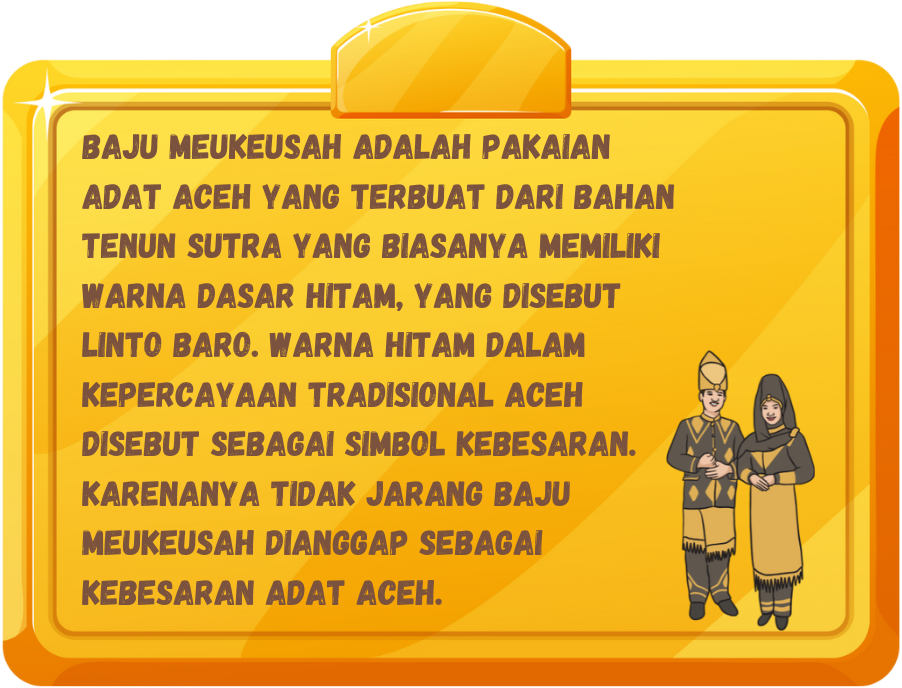 BAJU MEUKEUSAH ADALAH PAKAIAN
ADAT ACEH YANG TERBUAT DARI BAHAN
TENUN SUTRA YANG BIASANYA MEMILIKI
WARNA DASAR HITAM, YANG DISEBUT
LINTO BARO. WARNA HITAM DALAM
KEPERCAYAAN TRADISIONAL ACEH
DISEBUT SEBAGAI SIMBOL KEBESARAN.
KARENANYA TIDAK JARANG BAJU
MEUKEUSAH DIANGGAP SEBAGAI
KEBESARAN ADAT ACEH.